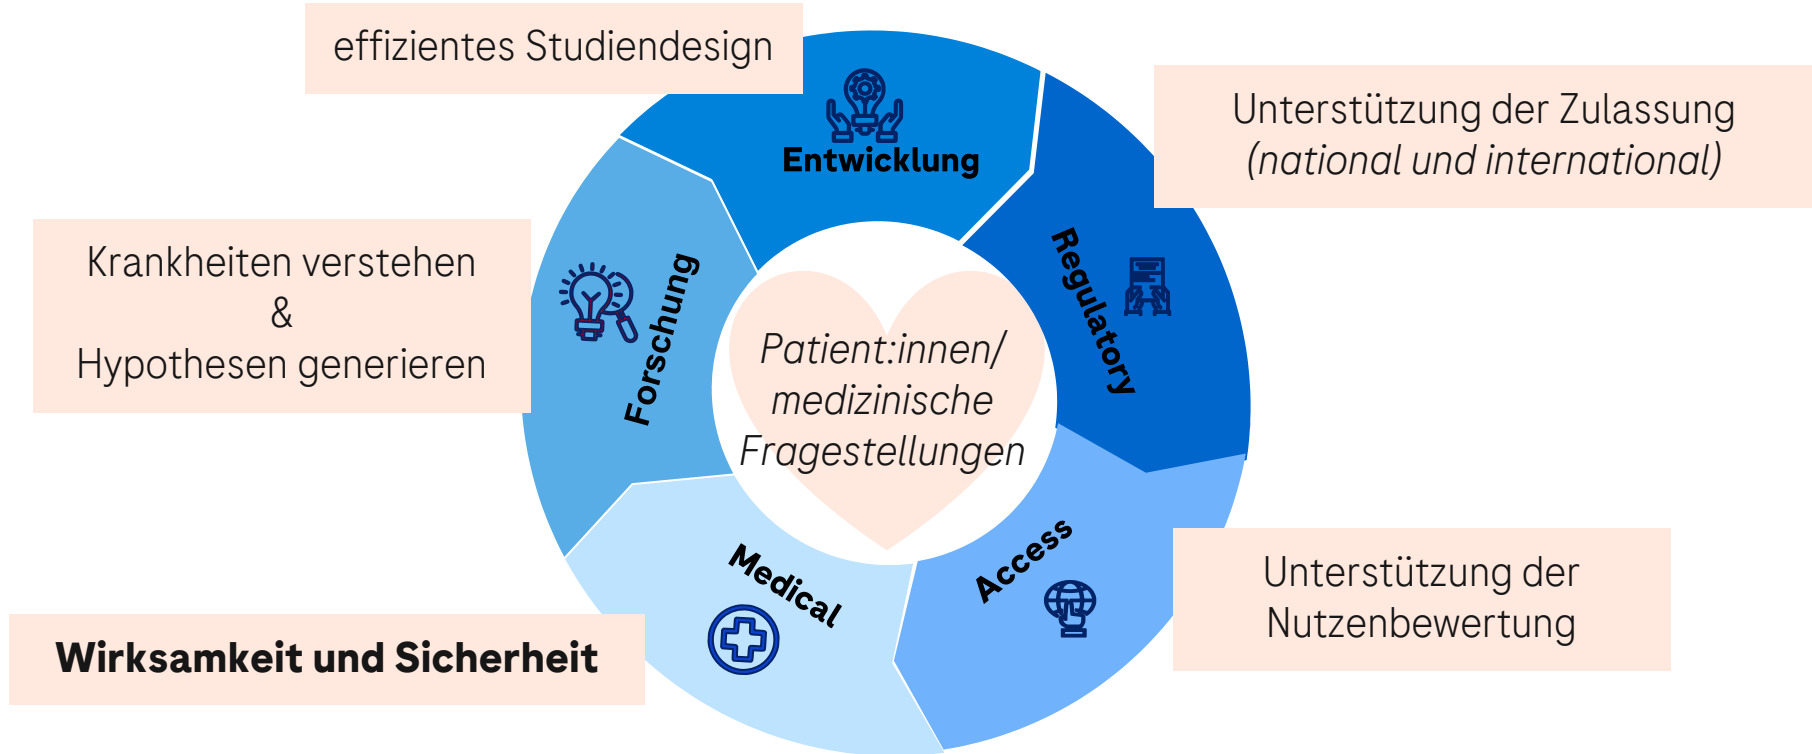 effizientes Studiendesign
Entwicklung
Unterstützung der Zulassung
(national und international)
Regulatory
Krankheiten verstehen
&
Hypothesen generieren
Forschung
Patient:innen/
medizinische
Fragestellungen
Access
Unterstützung der
Nutzenbewertung
Medical
Wirksamkeit und Sicherheit